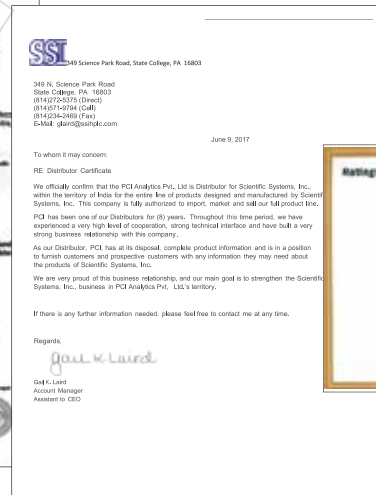 SSI
349 Science Park Road, State College, PA 16803
349 N. Science Park Road
State College, PA 16803
(814)272-5375 (Direct)
(814)571-9794 (Cell)
(814)234-2469 (Fax)
E-Mail: glaird@ssihplc.com
June 9, 2017
To whom it may concern:
RE: Distributor Certificate
We officially confirm that the PCI Analytics Pvt., Ltd is Distributor for Scientific Systems, Inc.,
within the territory of India for the entire line of products designed and manufactured by Scientif
Systems, Inc. This company is fully authorized to import, market and sell our full product line.
PCI has been one of our Distributors for (8) years. Throughout this time period, we have
experienced a very high level of cooperation, strong technical interface and have built a very
strong business relationship with this company.
As our Distributor, PCI, has at its disposal, complete product information and is in a position
to furnish customers and prospective customers with any information they may need about
the products of Scientific Systems, Inc.
We are very proud of this business relationship, and our main goal is to strengthen the Scientific
Systems, Inc., business in PCI Analytics Pvt, Ltd.'s territory.
If there is any further information needed, please feel free to contact me at any time.
Regards,
Gail K Laird
Gail K. Laird
Account Manager
Assistant to CEO
Rating